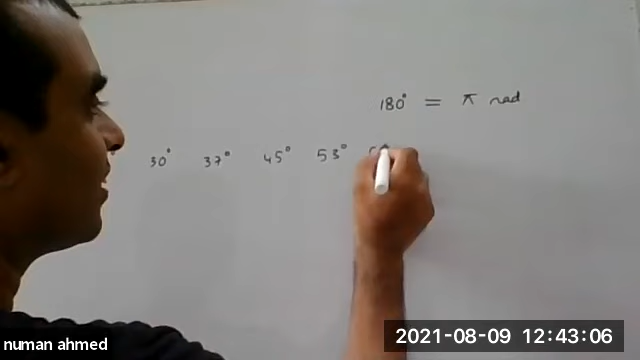 180° = π rad
30° 37° 45° 53°
numan ahmed
2021-08-09 12:43:06